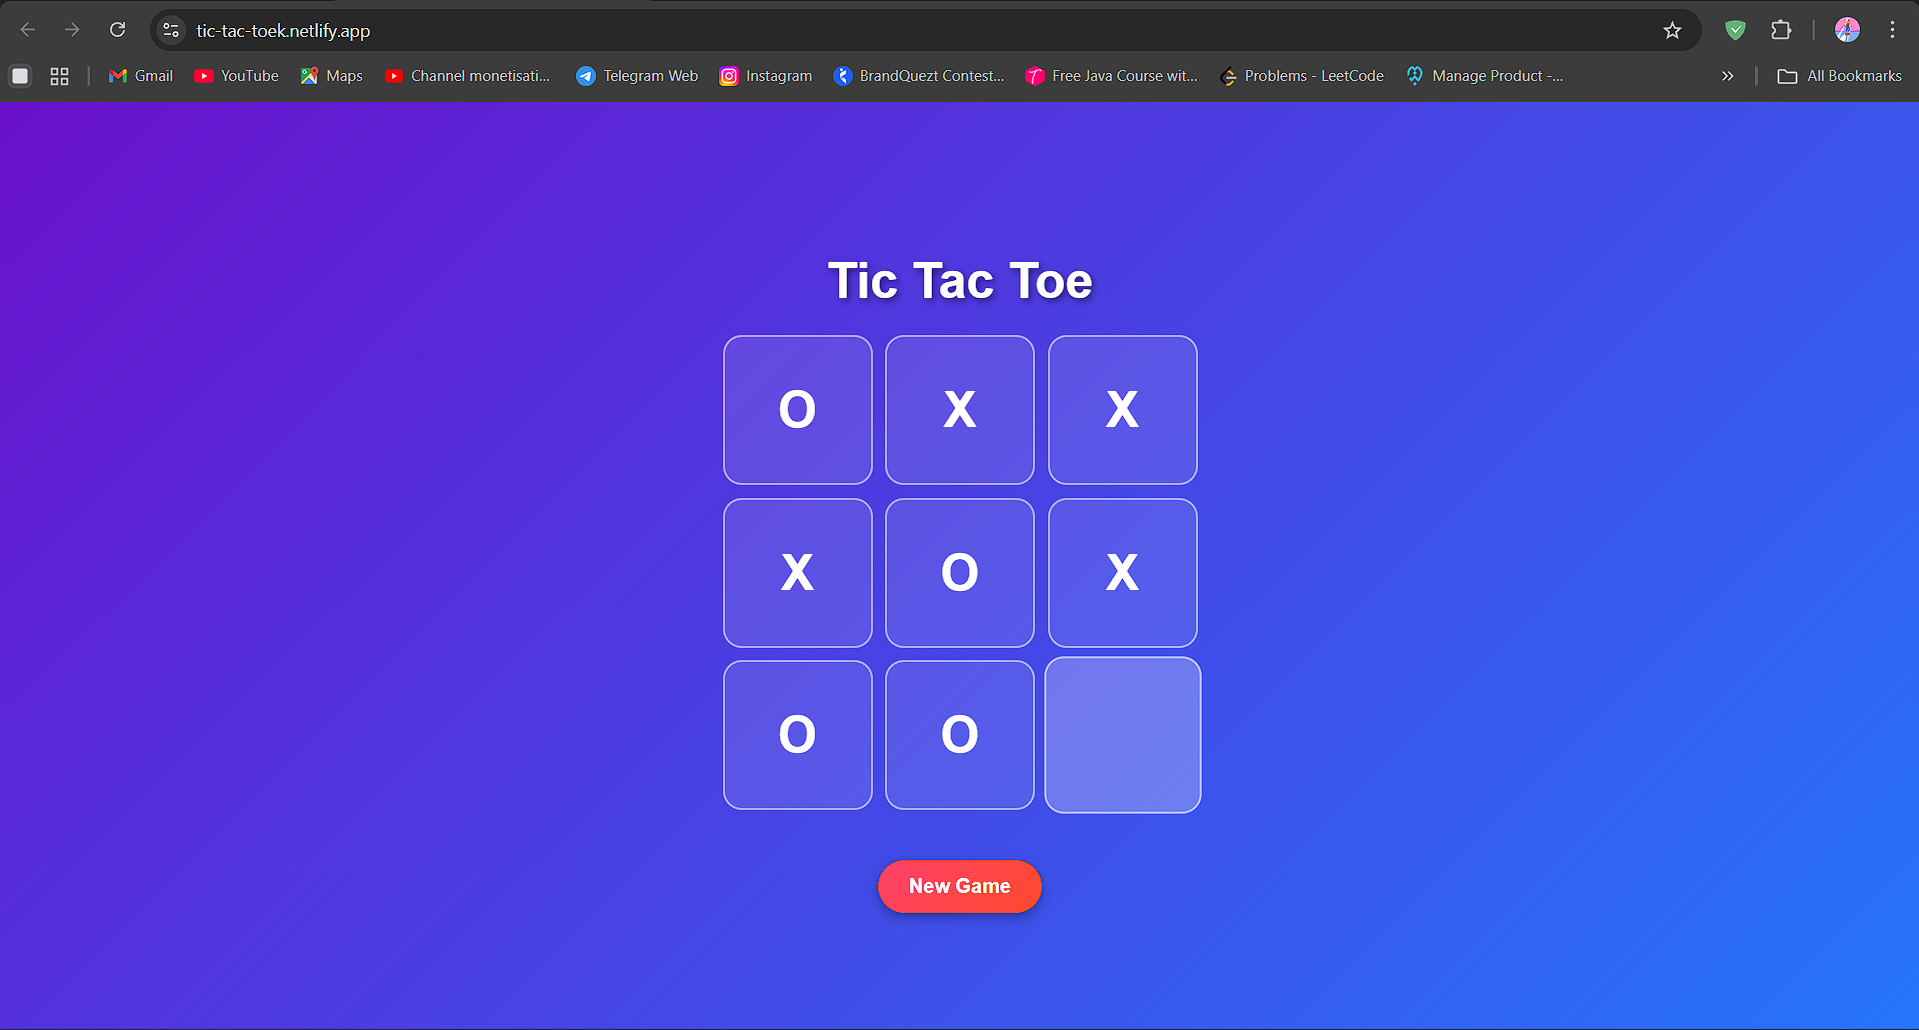 tic-tac-toek.netlify.app
Gmail YouTube Maps Channel monetisati... Telegram Web Instagram BrandQuezt Contest... Free Java Course wit... Problems - LeetCode Manage Product -... » All Bookmarks
Tic Tac Toe
O X X
X O X
O O
New Game